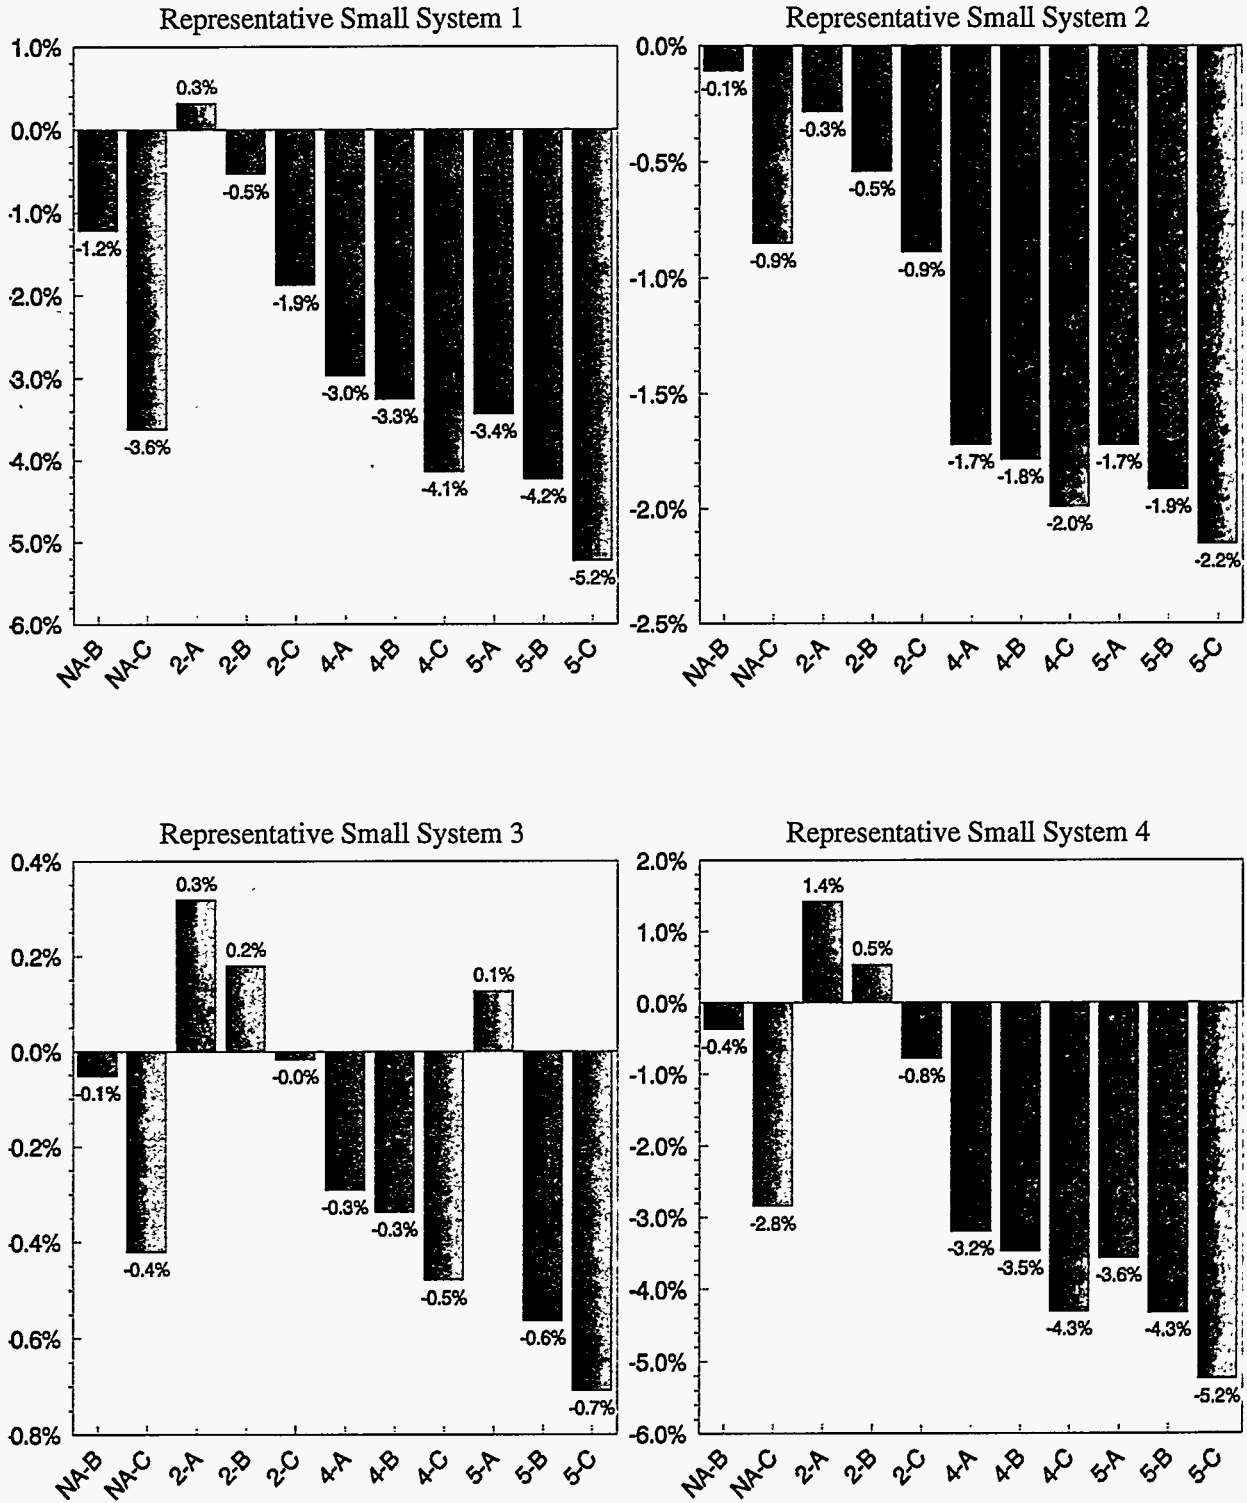 Representative Small System 1
1.0%
0.0%
-1.0%
-2.0%
-3.0%
-4.0%
-5.0%
-6.0%
-1.2%
-3.6%
0.3%
-0.5%
-1.9%
-3.0%
-3.3%
-4.1%
-3.4%
-4.2%
-5.2%
NA-B
NA-C
2-A
2-B
2-C
4-A
4-B
4-C
5-A
5-B
5-C
Representative Small System 2
0.0%
-0.5%
-1.0%
-1.5%
-2.0%
-2.5%
-0.1%
-0.9%
-0.3%
-0.5%
-0.9%
-1.7%
-1.8%
-2.0%
-1.7%
-1.9%
-2.2%
NA-B
NA-C
2-A
2-B
2-C
4-A
4-B
4-C
5-A
5-B
5-C
Representative Small System 3
0.4%
0.2%
0.0%
-0.2%
-0.4%
-0.6%
-0.8%
-0.1%
-0.4%
0.3%
0.2%
-0.0%
-0.3%
-0.3%
-0.5%
0.1%
-0.6%
-0.7%
NA-B
NA-C
2-A
2-B
2-C
4-A
4-B
4-C
5-A
5-B
5-C
Representative Small System 4
2.0%
1.0%
0.0%
-1.0%
-2.0%
-3.0%
-4.0%
-5.0%
-6.0%
-0.4%
-2.8%
1.4%
0.5%
-0.8%
-3.2%
-3.5%
-4.3%
-3.6%
-4.3%
-5.2%
NA-B
NA-C
2-A
2-B
2-C
4-A
4-B
4-C
5-A
5-B
5-C